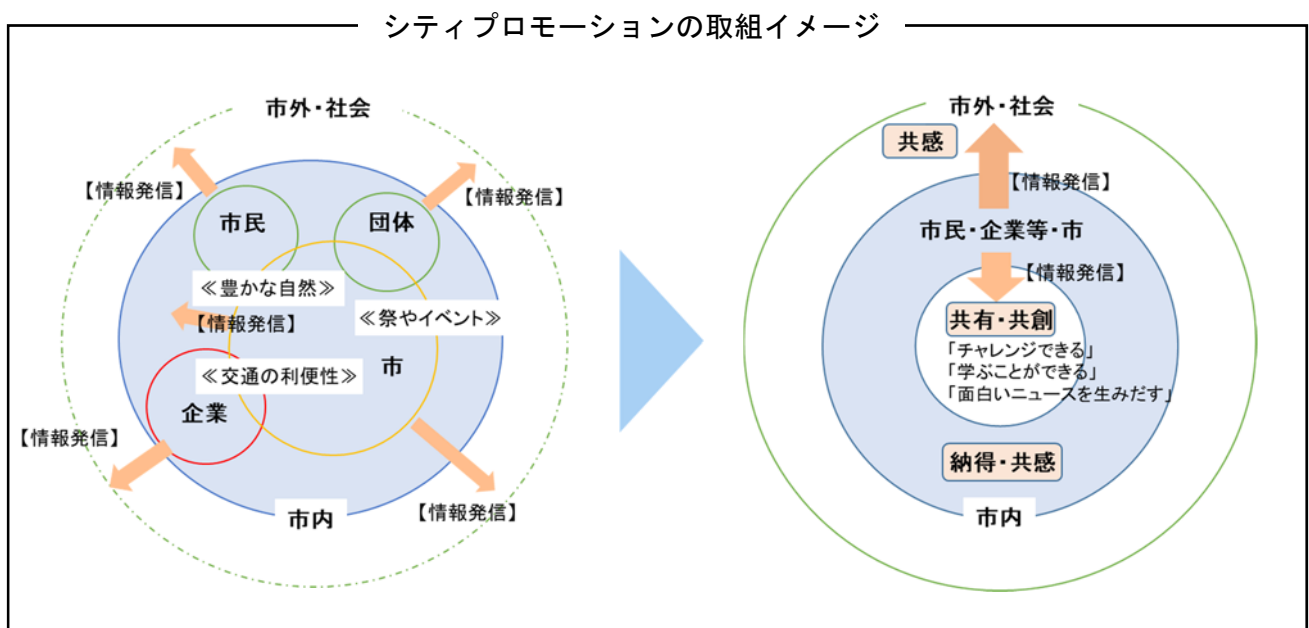 シティプロモーションの取組イメージ
市外・社会
【情報発信】
【情報発信】
市民
団体
≪豊かな自然≫
≪祭やイベント≫
【情報発信】
市
≪交通の利便性≫
企業
【情報発信】
【情報発信】
市内
市外・社会
共感
【情報発信】
市民・企業等・市
【情報発信】
共有・共創
「チャレンジできる」
「学ぶことができる」
「面白いニュースを生みだす」
納得・共感
市内